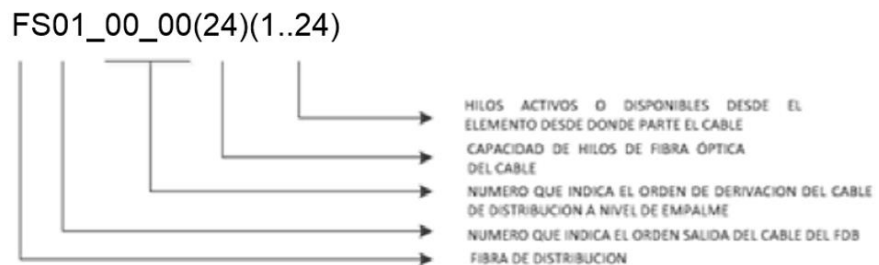 FS01_00_00(24)(1..24)
HILOS ACTIVOS O DISPONIBLES DESDE EL
ELEMENTO DESDE DONDE PARTE EL CABLE
CAPACIDAD DE HILOS DE FIBRA ÓPTICA
DEL CABLE
NUMERO QUE INDICA EL ORDEN DE DERIVACION DEL CABLE
DE DISTRIBUCION A NIVEL DE EMPALME
NUMERO QUE INDICA EL ORDEN SALIDA DEL CABLE DEL FDB
FIBRA DE DISTRIBUCION